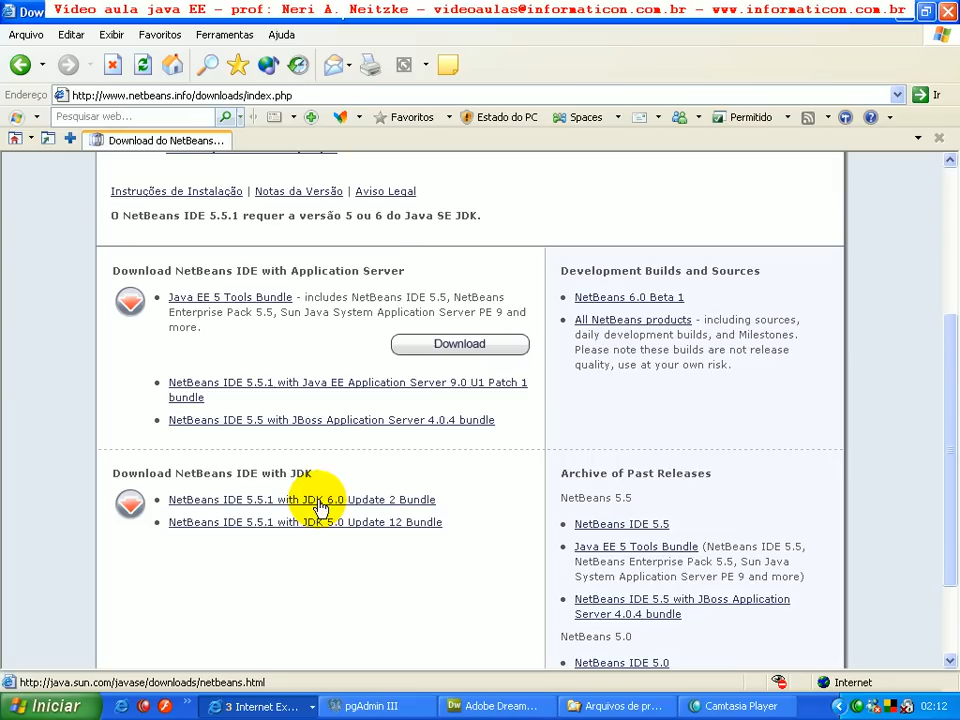 Dow
Vídeo aula java EE – prof: Neri A. Neitzke – videoaulas@informaticon.com.br – www.informaticon.com.br
Arquivo Editar Exibir Favoritos Ferramentas Ajuda
Endereço http://www.netbeans.info/downloads/index.php Ir
Pesquisar web... Favoritos Estado do PC Spaces Permitido
Download do NetBeans...
Instruções de Instalação | Notas da Versão | Aviso Legal
O NetBeans IDE 5.5.1 requer a versão 5 ou 6 do Java SE JDK.
Download NetBeans IDE with Application Server
Java EE 5 Tools Bundle - includes NetBeans IDE 5.5, NetBeans
Enterprise Pack 5.5, Sun Java System Application Server PE 9 and
more.
Download
NetBeans IDE 5.5.1 with Java EE Application Server 9.0 U1 Patch 1
bundle
NetBeans IDE 5.5 with JBoss Application Server 4.0.4 bundle
Development Builds and Sources
NetBeans 6.0 Beta 1
All NetBeans products - including sources,
daily development builds, and Milestones.
Please note these builds are not release
quality, use at your own risk.
Download NetBeans IDE with JDK
NetBeans IDE 5.5.1 with JDK 6.0 Update 2 Bundle
NetBeans IDE 5.5.1 with JDK 5.0 Update 12 Bundle
Archive of Past Releases
NetBeans 5.5
NetBeans IDE 5.5
Java EE 5 Tools Bundle (NetBeans IDE 5.5,
NetBeans Enterprise Pack 5.5, Sun Java
System Application Server PE 9 and more)
NetBeans IDE 5.5 with JBoss Application
Server 4.0.4 bundle
NetBeans 5.0
NetBeans IDE 5.0
http://java.sun.com/javase/downloads/netbeans.html Internet
Iniciar 3 Internet Ex... pgAdmin III Adobe Dream... Arquivos de pr... Camtasia Player 02:12